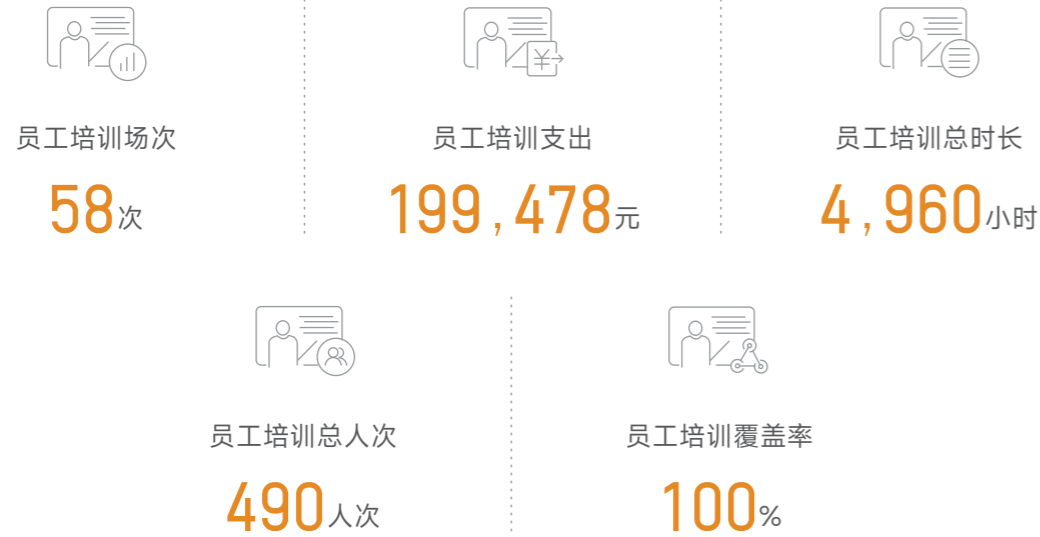 员工培训场次
58次
员工培训支出
199,478元
员工培训总时长
4,960小时
员工培训总人次
490人次
员工培训覆盖率
100%